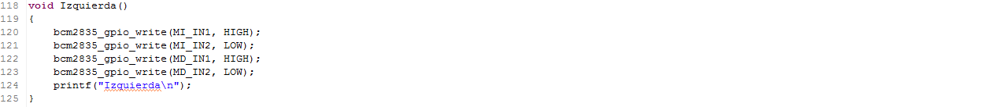 118 void Izquierda()
119 {
120     bcm2835_gpio_write(MI_IN1, HIGH);
121     bcm2835_gpio_write(MI_IN2, LOW);
122     bcm2835_gpio_write(MD_IN1, HIGH);
123     bcm2835_gpio_write(MD_IN2, LOW);
124     printf("Izquierda\n");
125 }